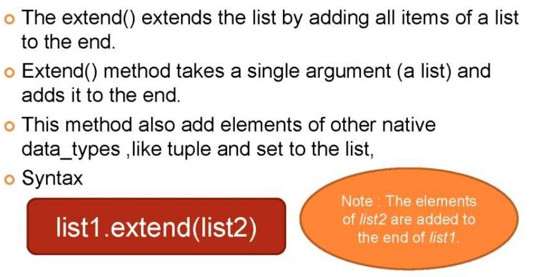 The extend() extends the list by adding all items of a list
to the end.
Extend() method takes a single argument (a list) and
adds it to the end.
This method also add elements of other native
data_types ,like tuple and set to the list,
Syntax
list1.extend(list2)
Note : The elements
of list2 are added to
the end of list1.